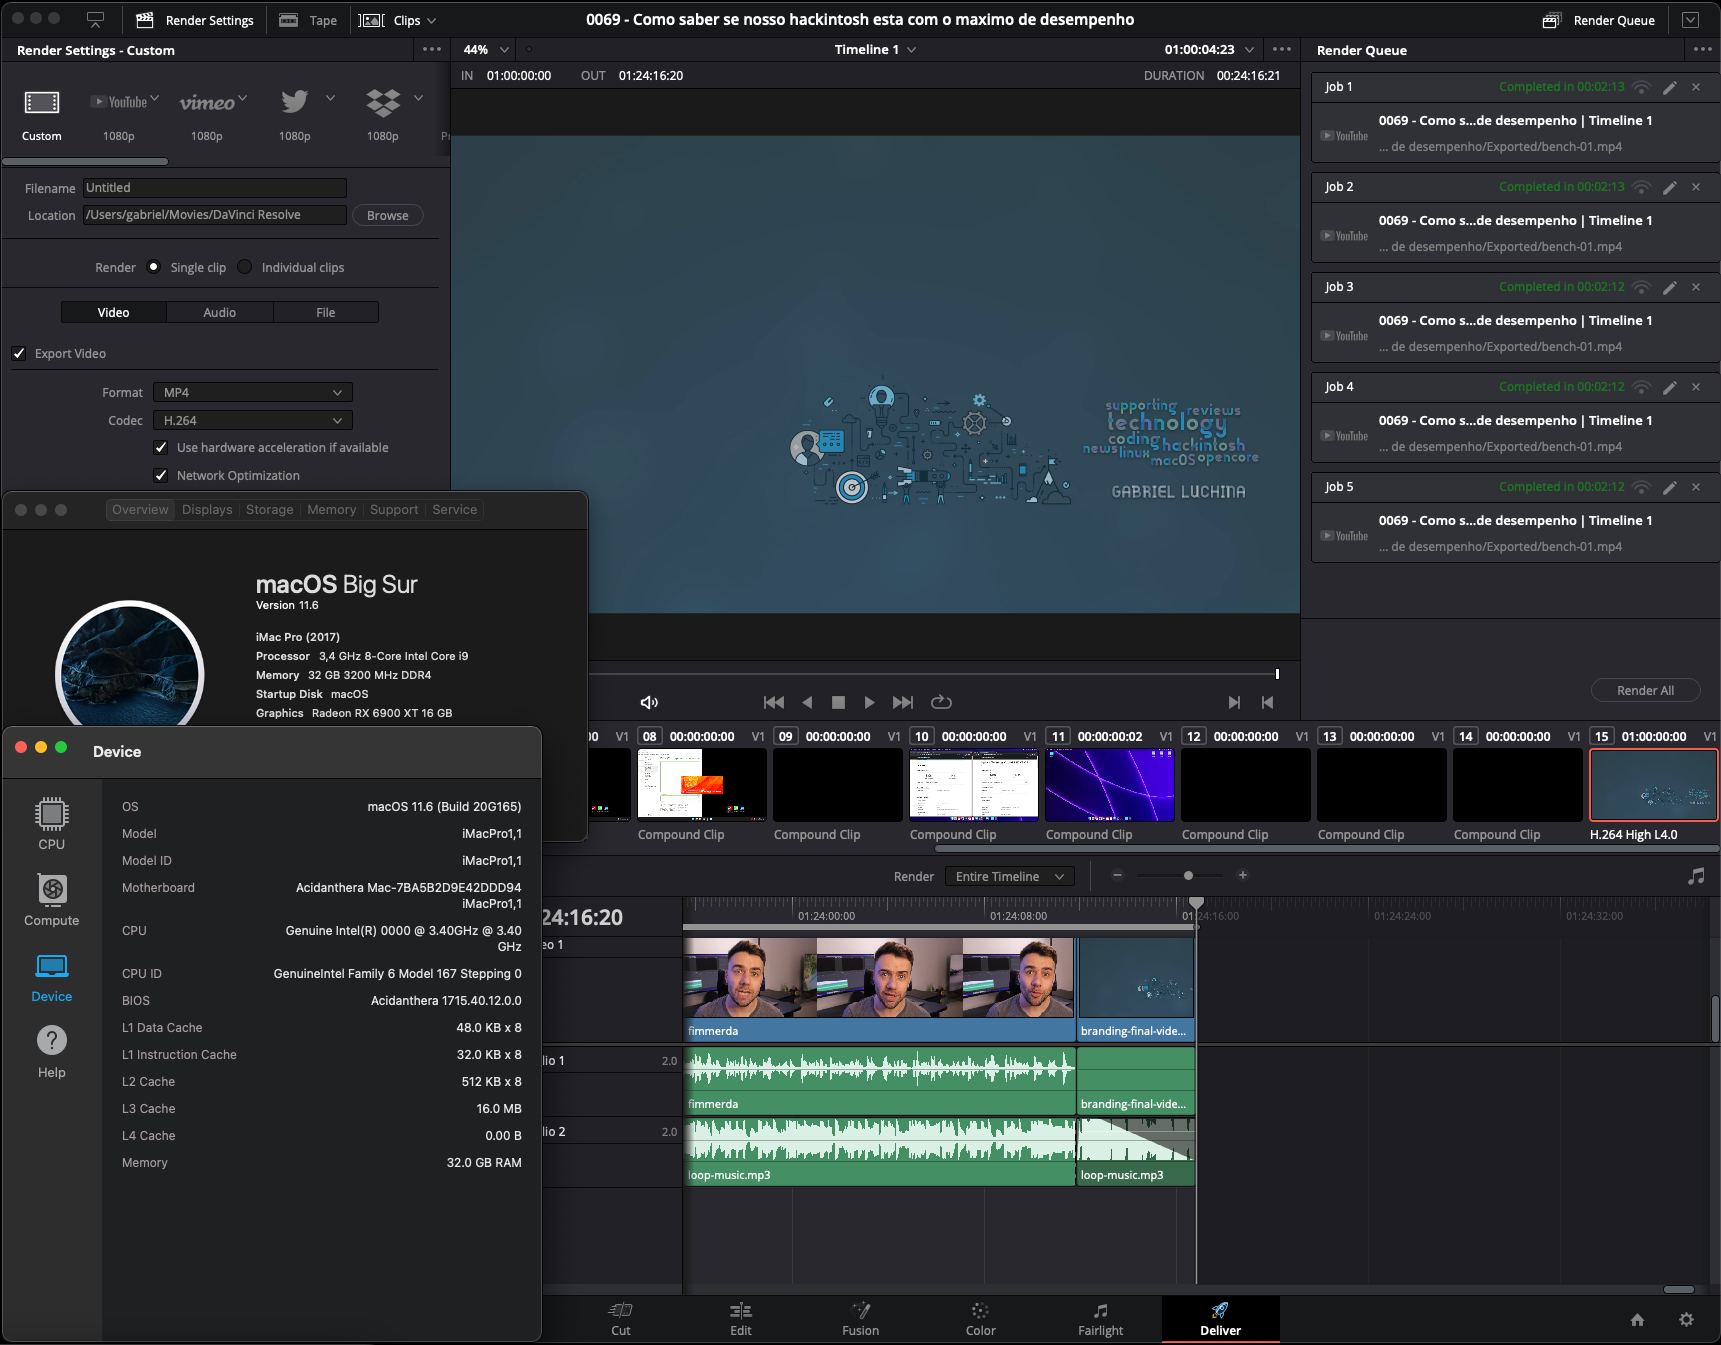 Render Settings
Tape
Clips
0069 - Como saber se nosso hackintosh esta com o maximo de desempenho
Render Queue
Render Settings - Custom
44%
Timeline 1
01:00:04:23
Render Queue
IN 01:00:00:00 OUT 01:24:16:20
DURATION 00:24:16:21
YouTube
vimeo
Custom
1080p
1080p
1080p
1080p
Filename Untitled
Location /Users/gabriel/Movies/DaVinci Resolve Browse
Render Single clip Individual clips
Video Audio File
Export Video
Format MP4
Codec H.264
Use hardware acceleration if available
Network Optimization
supporting reviews
technology
coding hackintosh
news linux macOS opencore
GABRIEL LUCHINA
Job 1 Completed in 00:02:13
0069 - Como s...de desempenho | Timeline 1
YouTube
... de desempenho/Exported/bench-01.mp4
Job 2 Completed in 00:02:13
0069 - Como s...de desempenho | Timeline 1
YouTube
... de desempenho/Exported/bench-01.mp4
Job 3 Completed in 00:02:12
0069 - Como s...de desempenho | Timeline 1
YouTube
... de desempenho/Exported/bench-01.mp4
Job 4 Completed in 00:02:12
0069 - Como s...de desempenho | Timeline 1
YouTube
... de desempenho/Exported/bench-01.mp4
Job 5 Completed in 00:02:12
0069 - Como s...de desempenho | Timeline 1
YouTube
... de desempenho/Exported/bench-01.mp4
Render All
Overview Displays Storage Memory Support Service
macOS Big Sur
Version 11.6
iMac Pro (2017)
Processor 3,4 GHz 8-Core Intel Core i9
Memory 32 GB 3200 MHz DDR4
Startup Disk macOS
Graphics Radeon RX 6900 XT 16 GB
Device
CPU
Compute
Device
Help
OS macOS 11.6 (Build 20G165)
Model iMacPro1,1
Model ID iMacPro1,1
Motherboard Acidanthera Mac-7BA5B2D9E42DDD94
iMacPro1,1
CPU Genuine Intel(R) 0000 @ 3.40GHz @ 3.40
GHz
CPU ID GenuineIntel Family 6 Model 167 Stepping 0
BIOS Acidanthera 1715.40.12.0.0
L1 Data Cache 48.0 KB x 8
L1 Instruction Cache 32.0 KB x 8
L2 Cache 512 KB x 8
L3 Cache 16.0 MB
L4 Cache 0.00 B
Memory 32.0 GB RAM
00 V1 08 00:00:00:00 V1 09 00:00:00:00 V1 10 00:00:00:00 V1 11 00:00:00:02 V1 12 00:00:00:00 V1 13 00:00:00:00 V1 14 00:00:00:00 V1 15 01:00:00:00 V1
Compound Clip Compound Clip Compound Clip Compound Clip Compound Clip Compound Clip Compound Clip H.264 High L4.0
Render Entire Timeline
24:16:20
01:24:00:00 01:24:08:00 01:24:16:00 01:24:24:00 01:24:32:00
eo 1
fimmerda
branding-final-vide...
lio 1 2.0
fimmerda
branding-final-vide...
lio 2 2.0
loop-music.mp3
loop-music.mp3
Cut
Edit
Fusion
Color
Fairlight
Deliver